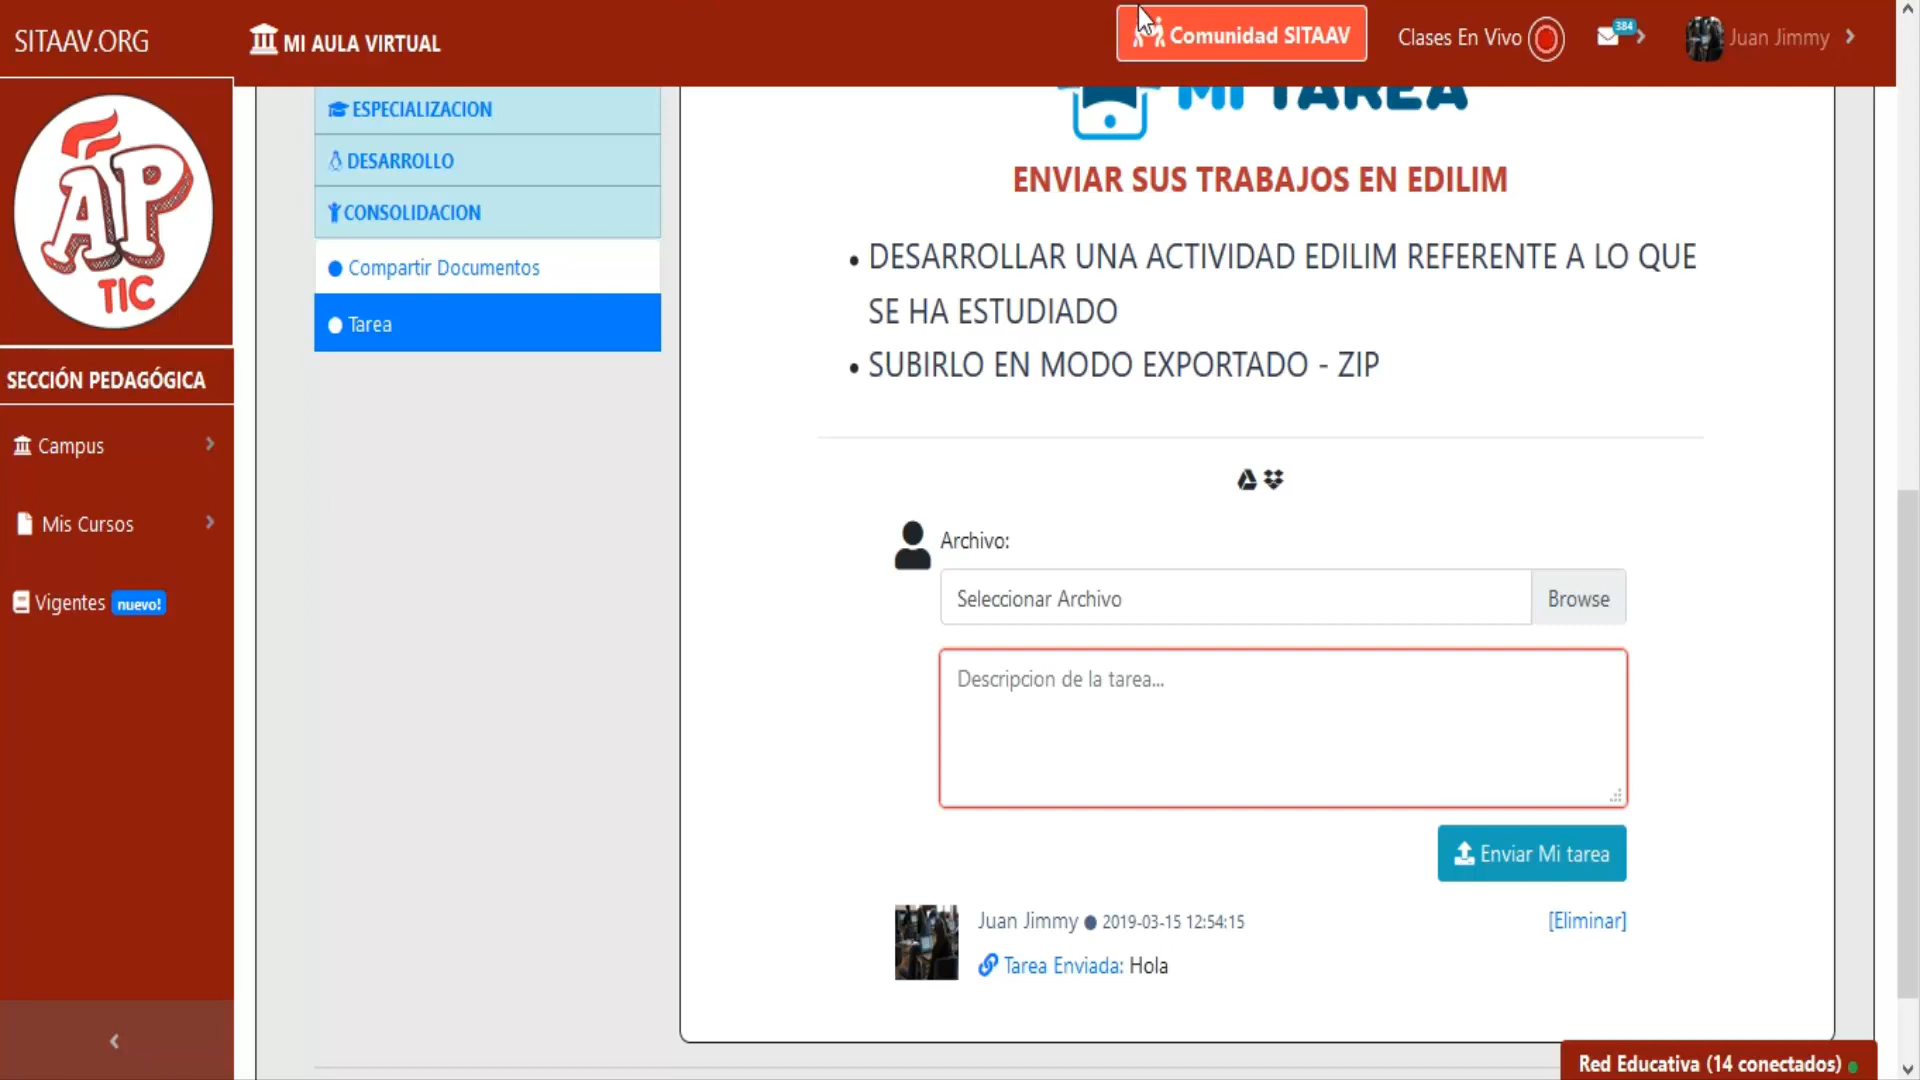 SITAAV.ORG
MI AULA VIRTUAL
Comunidad SITAAV
Clases En Vivo
384
Juan Jimmy
AP
TIC
SECCIÓN PEDAGÓGICA
Campus
Mis Cursos
Vigentes nuevo!
ESPECIALIZACION
DESARROLLO
CONSOLIDACION
Compartir Documentos
Tarea
MI TAREA
ENVIAR SUS TRABAJOS EN EDILIM
• DESARROLLAR UNA ACTIVIDAD EDILIM REFERENTE A LO QUE
SE HA ESTUDIADO
• SUBIRLO EN MODO EXPORTADO - ZIP
Archivo:
Seleccionar Archivo
Browse
Descripcion de la tarea...
Enviar Mi tarea
Juan Jimmy ● 2019-03-15 12:54:15
[Eliminar]
Tarea Enviada: Hola
Red Educativa (14 conectados)